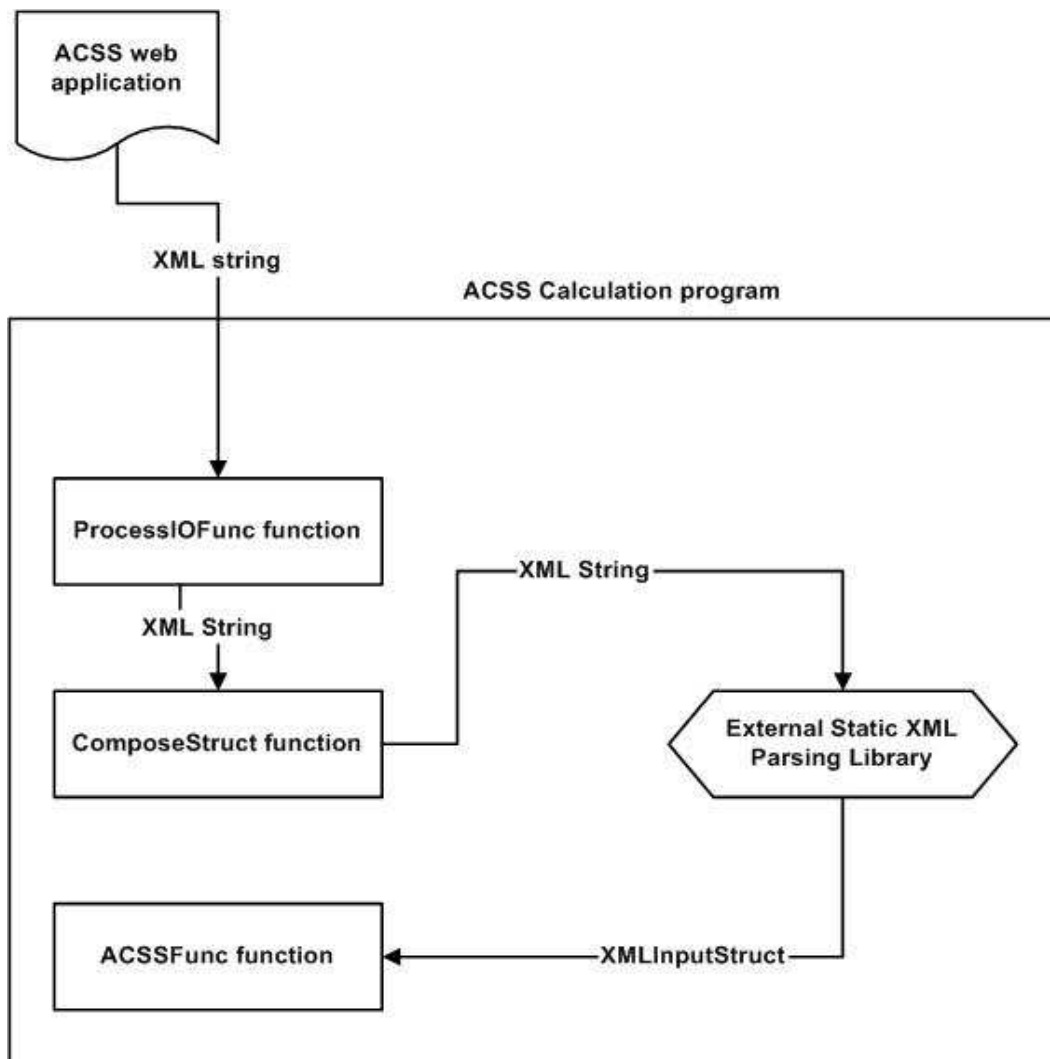 ACSS web
application
XML string
ACSS Calculation program
ProcessIOFunc function
XML String
XML String
ComposeStruct function
External Static XML
Parsing Library
ACSSFunc function
XMLInputStruct